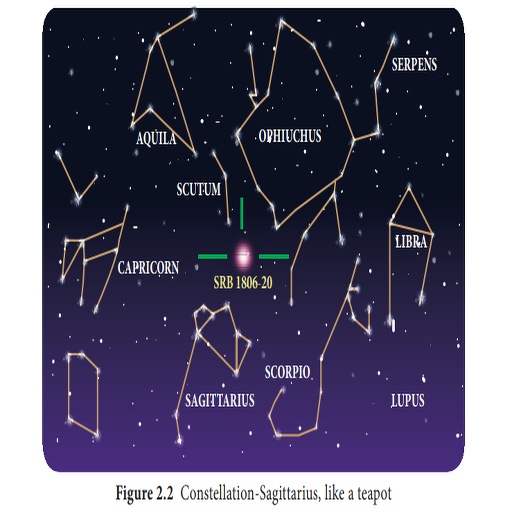 SERPENS
AQUILA
OPHIUCHUS
SCUTUM
LIBRA
CAPRICORN
SRB 1806-20
SCORPIO
SAGITTARIUS
LUPUS
Figure 2.2 Constellation-Sagittarius, like a teapot